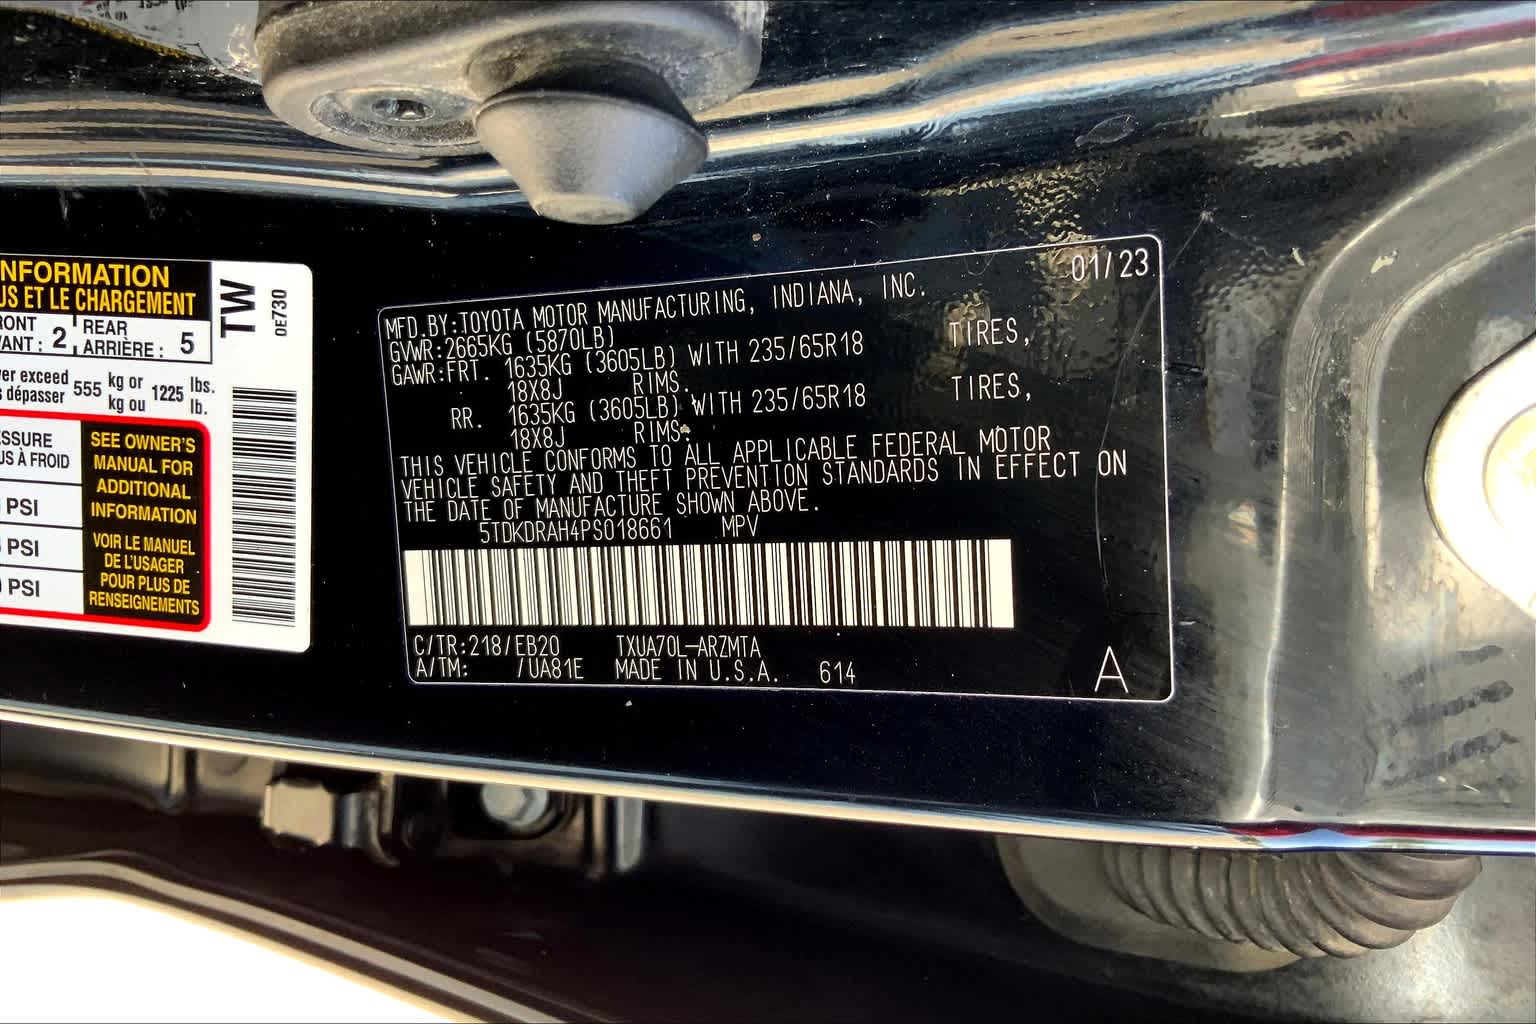 NFORMATION
US ET LE CHARGEMENT
RONT
VANT : 2
REAR
ARRIÈRE : 5
ver exceed 555 kg or 1225 lbs.
s dépasser kg ou lb.
ESSURE
US À FROID
PSI
PSI
PSI
SEE OWNER'S
MANUAL FOR
ADDITIONAL
INFORMATION
VOIR LE MANUEL
DE L'USAGER
POUR PLUS DE
RENSEIGNEMENTS
TW
0E730
01/23
MFD.BY:TOYOTA MOTOR MANUFACTURING, INDIANA, INC.
GVWR:2665KG (5870LB)
GAWR:FRT. 1635KG (3605LB) WITH 235/65R18 TIRES,
18X8J RIMS.
RR. 1635KG (3605LB) WITH 235/65R18 TIRES,
18X8J RIMS.
THIS VEHICLE CONFORMS TO ALL APPLICABLE FEDERAL MOTOR
VEHICLE SAFETY AND THEFT PREVENTION STANDARDS IN EFFECT ON
THE DATE OF MANUFACTURE SHOWN ABOVE.
5TDKDRAH4PS018661 MPV
C/TR:218/EB20 TXUA70L-ARZMTA
A/TM: /UA81E MADE IN U.S.A. 614
A